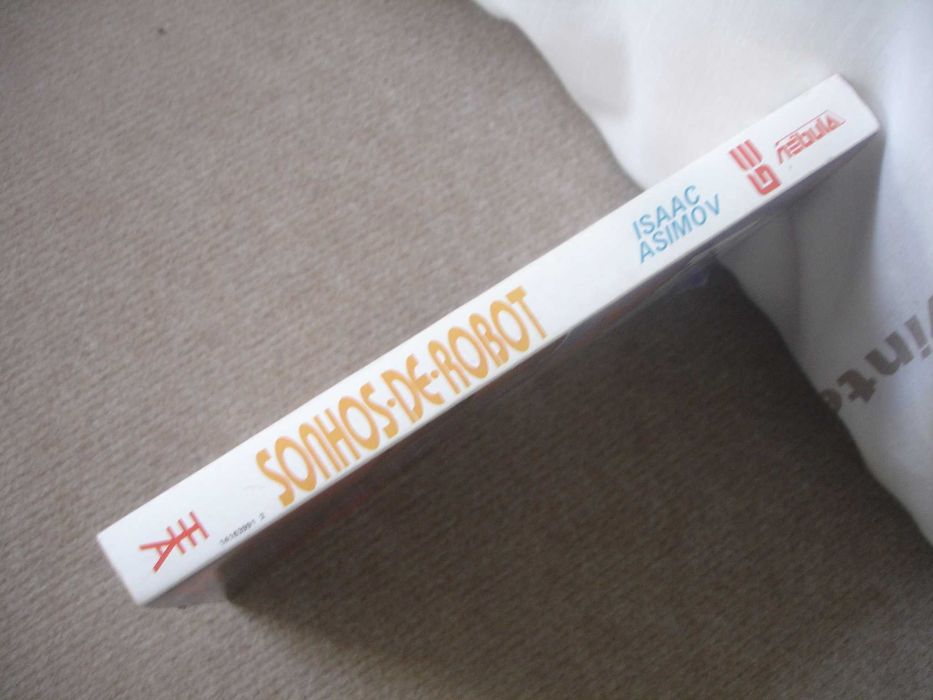 SONHOS·DE·ROBOT
ISAAC
ASIMOV
nébula